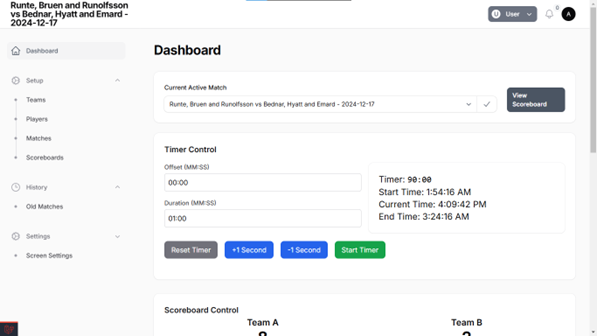 Runte, Bruen and Runolfsson
vs Bednar, Hyatt and Emard -
2024-12-17
U User
0
A
Dashboard
Setup
Teams
Players
Matches
Scoreboards
History
Old Matches
Settings
Screen Settings
Dashboard
Current Active Match
Runte, Bruen and Runolfsson vs Bednar, Hyatt and Emard - 2024-12-17
View
Scoreboard
Timer Control
Offset (MM:SS)
00:00
Duration (MM:SS)
01:00
Timer: 90:00
Start Time: 1:54:16 AM
Current Time: 4:09:42 PM
End Time: 3:24:16 AM
Reset Timer
+1 Second
-1 Second
Start Timer
Scoreboard Control
Team A
Team B